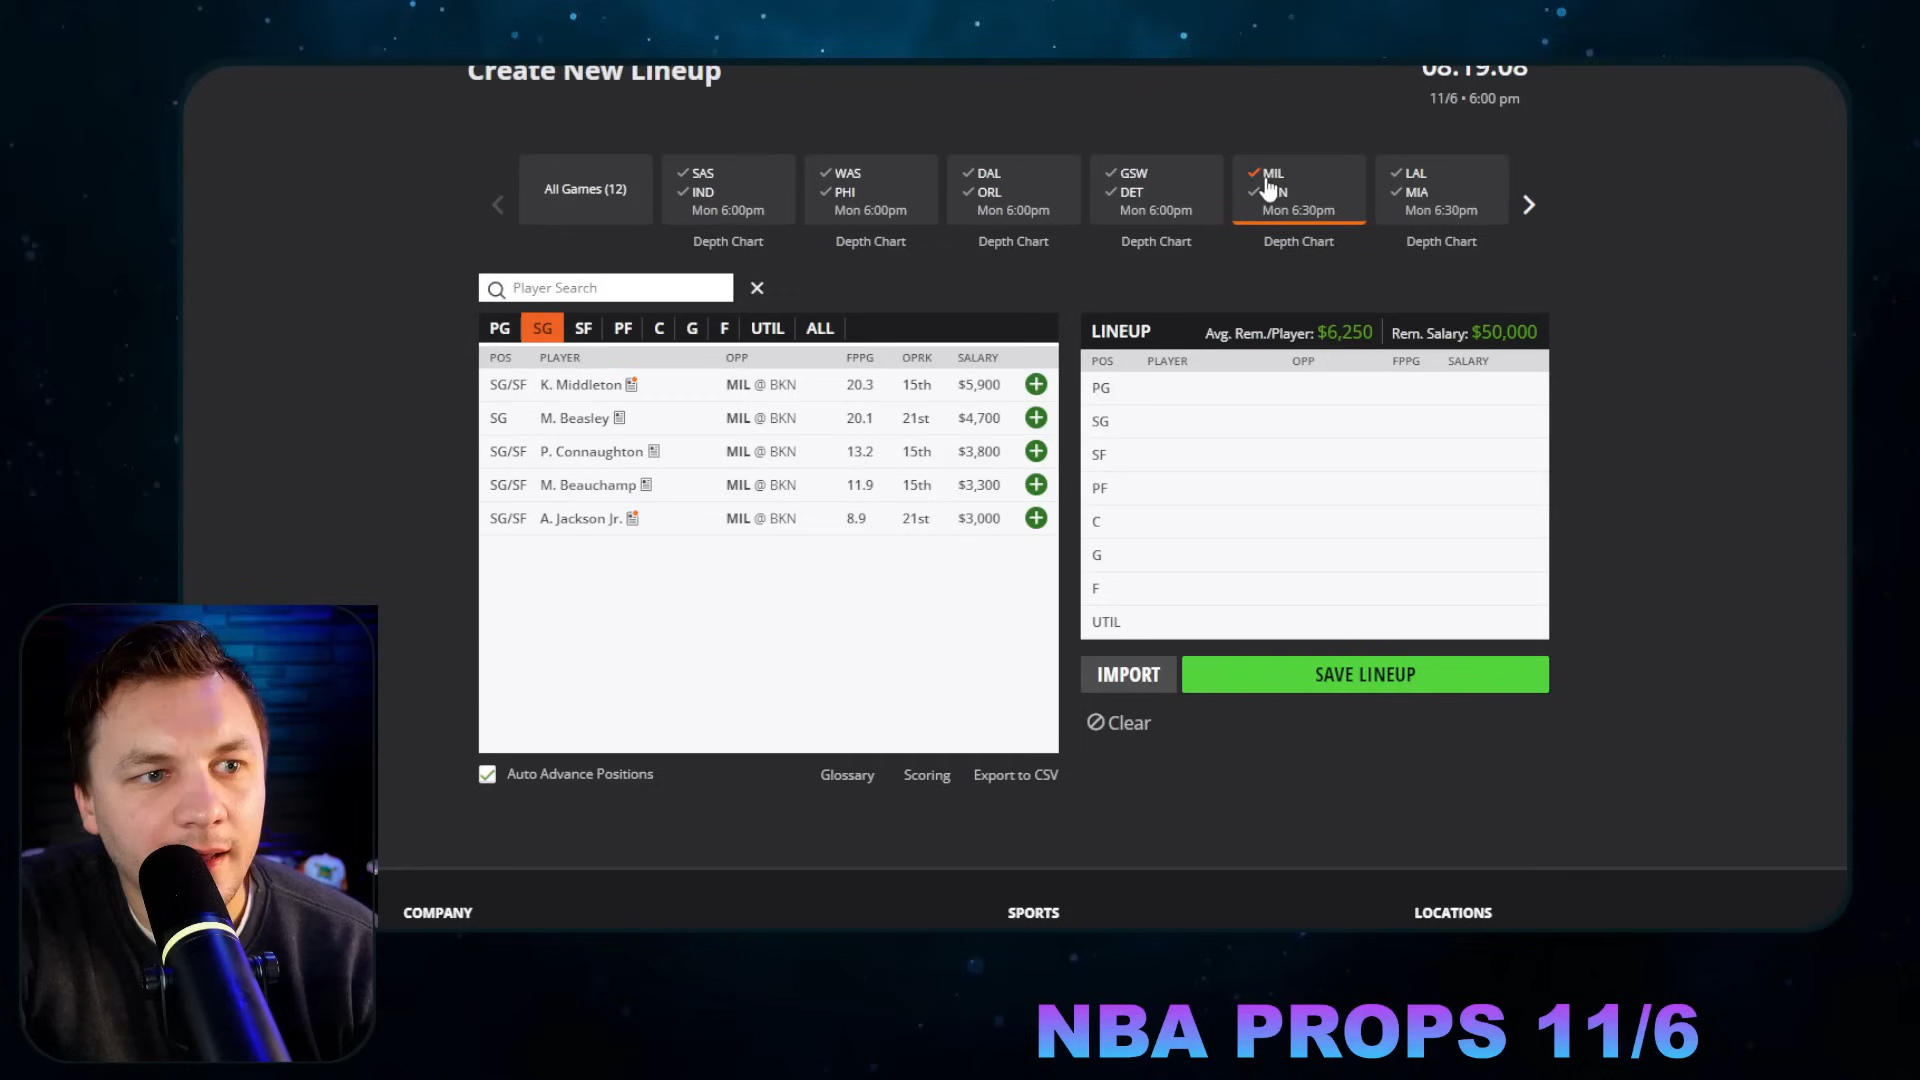 Create New Lineup
08:19:08
11/6 • 6:00 pm
All Games (12)
SAS
IND
Mon 6:00pm
Depth Chart
WAS
PHI
Mon 6:00pm
Depth Chart
DAL
ORL
Mon 6:00pm
Depth Chart
GSW
DET
Mon 6:00pm
Depth Chart
MIL
Mon 6:30pm
Depth Chart
LAL
MIA
Mon 6:30pm
Depth Chart
Player Search
PG SG SF PF C G F UTIL ALL
POS PLAYER OPP FPPG OPRK SALARY
SG/SF K. Middleton MIL @ BKN 20.3 15th $5,900
SG M. Beasley MIL @ BKN 20.1 21st $4,700
SG/SF P. Connaughton MIL @ BKN 13.2 15th $3,800
SG/SF M. Beauchamp MIL @ BKN 11.9 15th $3,300
SG/SF A. Jackson Jr. MIL @ BKN 8.9 21st $3,000
Auto Advance Positions
Glossary Scoring Export to CSV
LINEUP Avg. Rem./Player: $6,250 Rem. Salary: $50,000
POS PLAYER OPP FPPG SALARY
PG
SG
SF
PF
C
G
F
UTIL
IMPORT SAVE LINEUP
Clear
COMPANY SPORTS LOCATIONS
NBA PROPS 11/6